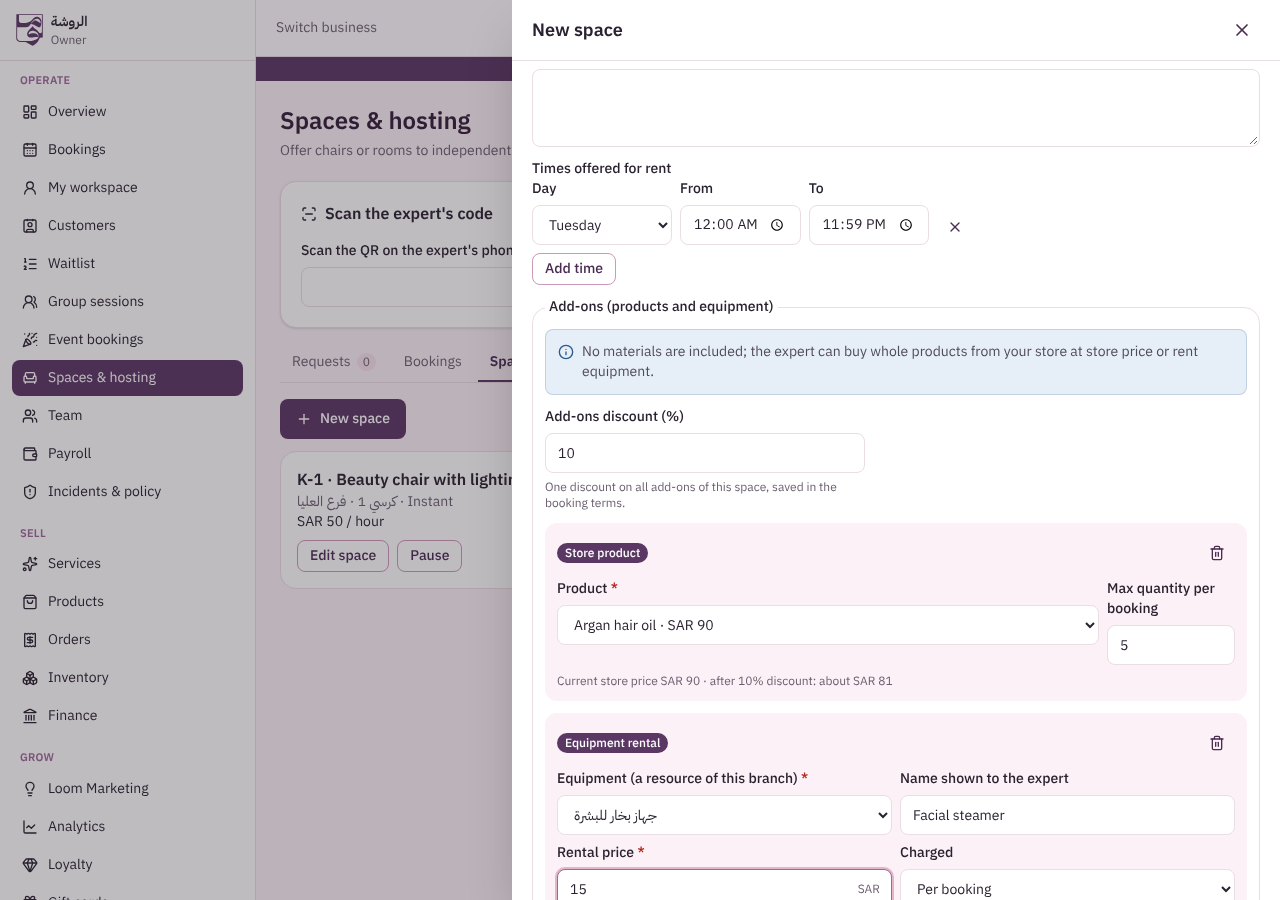 الروشة
Owner
OPERATE
Overview
Bookings
My workspace
Customers
Waitlist
Group sessions
Event bookings
Spaces & hosting
Team
Payroll
Incidents & policy
SELL
Services
Products
Orders
Inventory
Finance
GROW
Loom Marketing
Analytics
Loyalty
Switch business
Spaces & hosting
Offer chairs or rooms to independent
Scan the expert's code
Scan the QR on the expert's phon
Requests 0
Bookings
Spa
New space
K-1 · Beauty chair with lightin
كرسي 1 · فرع العليا · Instant
SAR 50 / hour
Edit space
Pause
New space
Times offered for rent
Day From To
Tuesday 12:00 AM 11:59 PM
Add time
Add-ons (products and equipment)
No materials are included; the expert can buy whole products from your store at store price or rent
equipment.
Add-ons discount (%)
10
One discount on all add-ons of this space, saved in the
booking terms.
Store product
Product *
Max quantity per
booking
Argan hair oil · SAR 90
5
Current store price SAR 90 · after 10% discount: about SAR 81
Equipment rental
Equipment (a resource of this branch) * Name shown to the expert
جهاز بخار للبشرة
Facial steamer
Rental price * Charged
15 SAR
Per booking